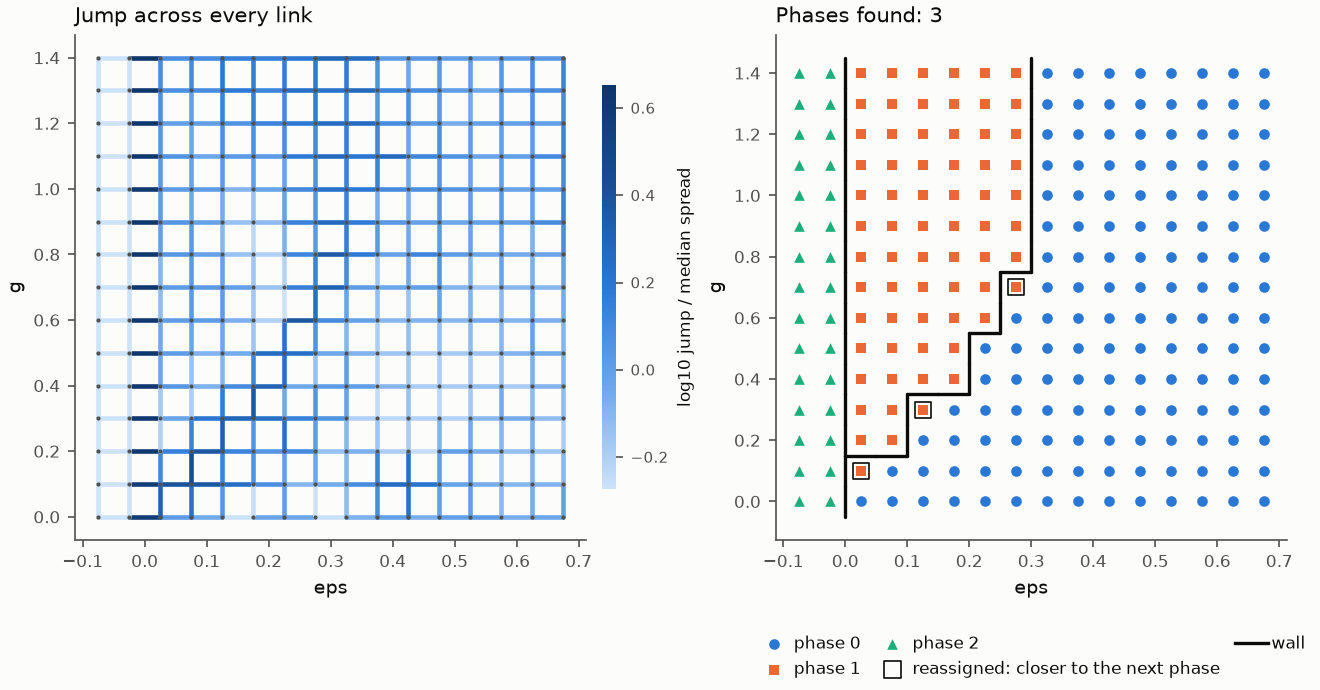 Jump across every link
Phases found: 3
g
1.4
1.2
1.0
0.8
0.6
0.4
0.2
0.0
−0.1 0.0 0.1 0.2 0.3 0.4 0.5 0.6 0.7
eps
0.6
0.4
0.2
0.0
−0.2
log10 jump / median spread
g
1.4
1.2
1.0
0.8
0.6
0.4
0.2
0.0
−0.1 0.0 0.1 0.2 0.3 0.4 0.5 0.6 0.7
eps
phase 0 phase 2 wall
phase 1 reassigned: closer to the next phase